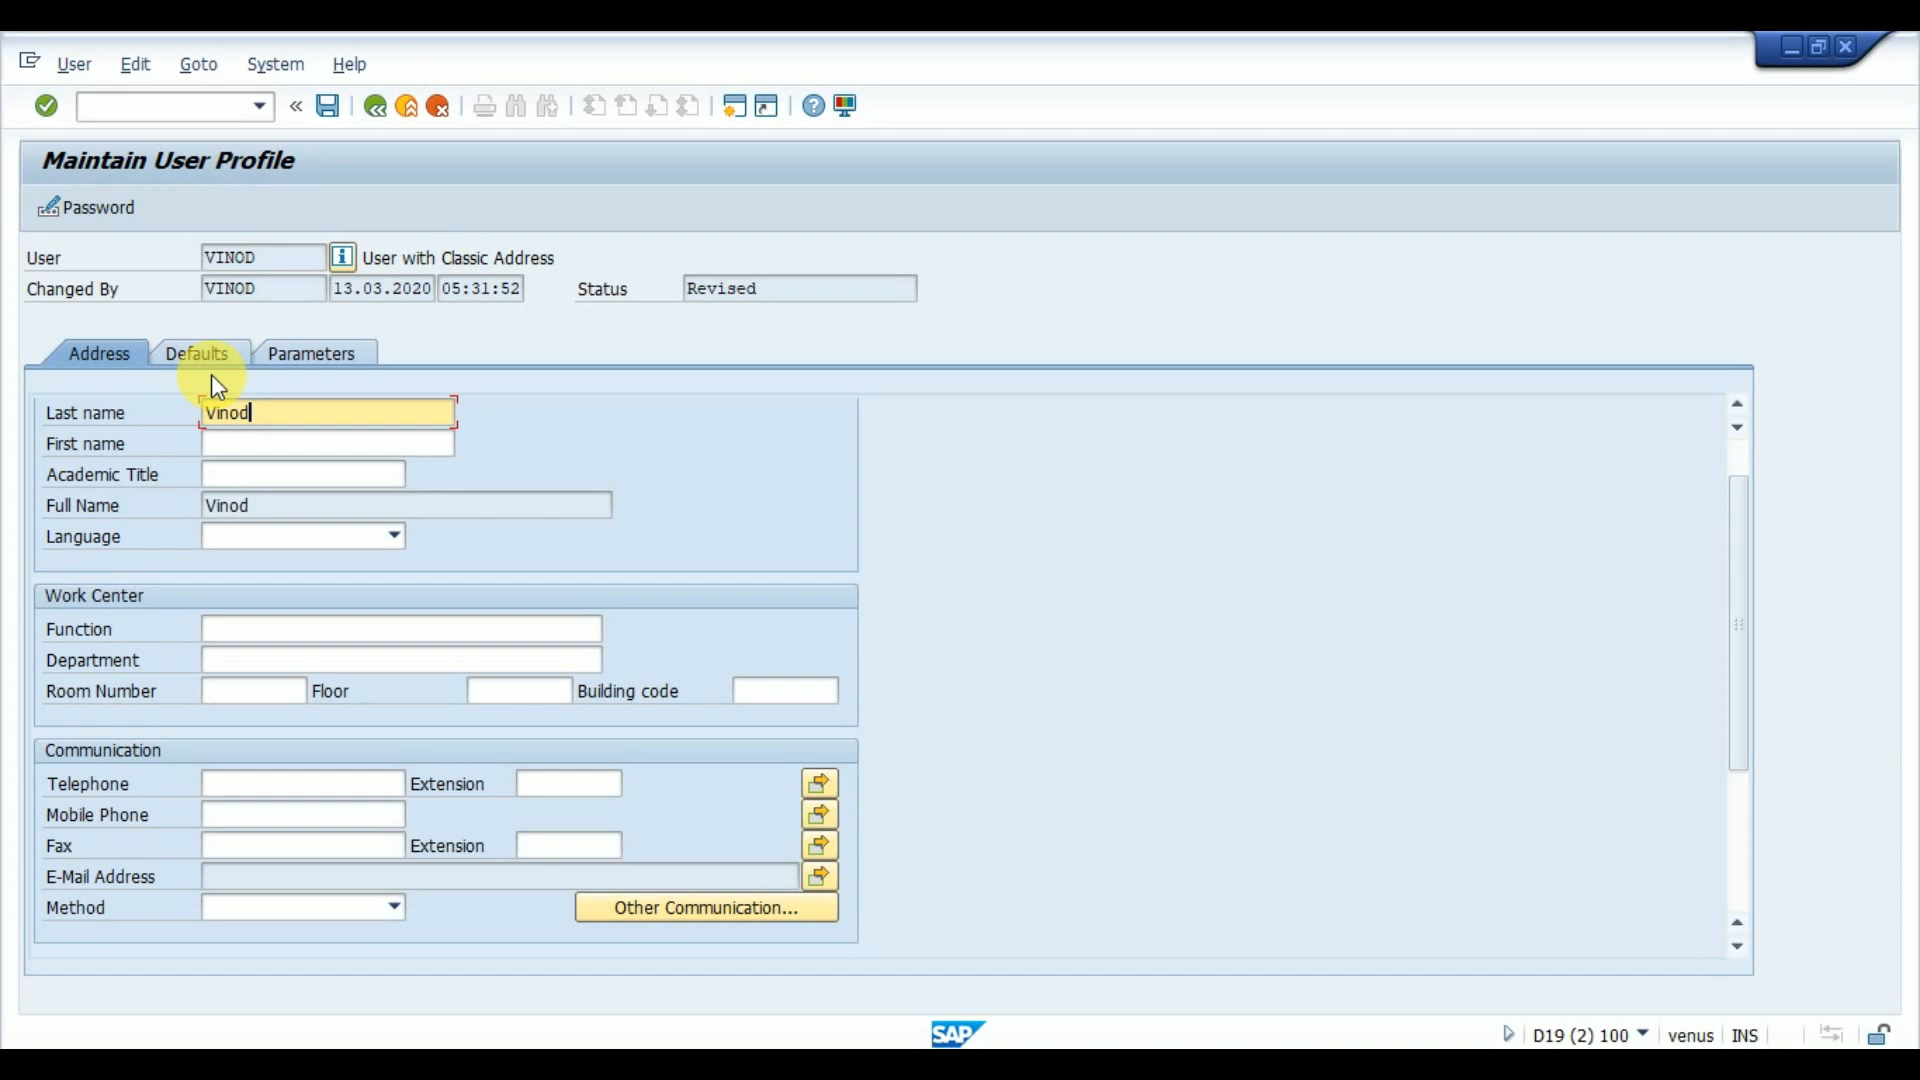 User Edit Goto System Help
Maintain User Profile
Password
User VINOD User with Classic Address
Changed By VINOD 13.03.2020 05:31:52 Status Revised
Address Defaults Parameters
Last name Vinod
First name
Academic Title
Full Name Vinod
Language
Work Center
Function
Department
Room Number Floor Building code
Communication
Telephone Extension
Mobile Phone
Fax Extension
E-Mail Address
Method Other Communication...
SAP D19 (2) 100 venus INS